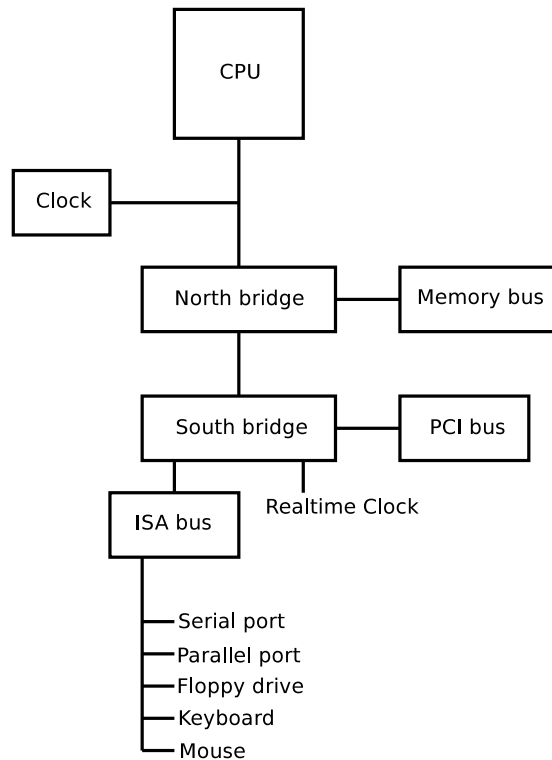 CPU
Clock
North bridge
Memory bus
South bridge
PCI bus
ISA bus
Realtime Clock
Serial port
Parallel port
Floppy drive
Keyboard
Mouse